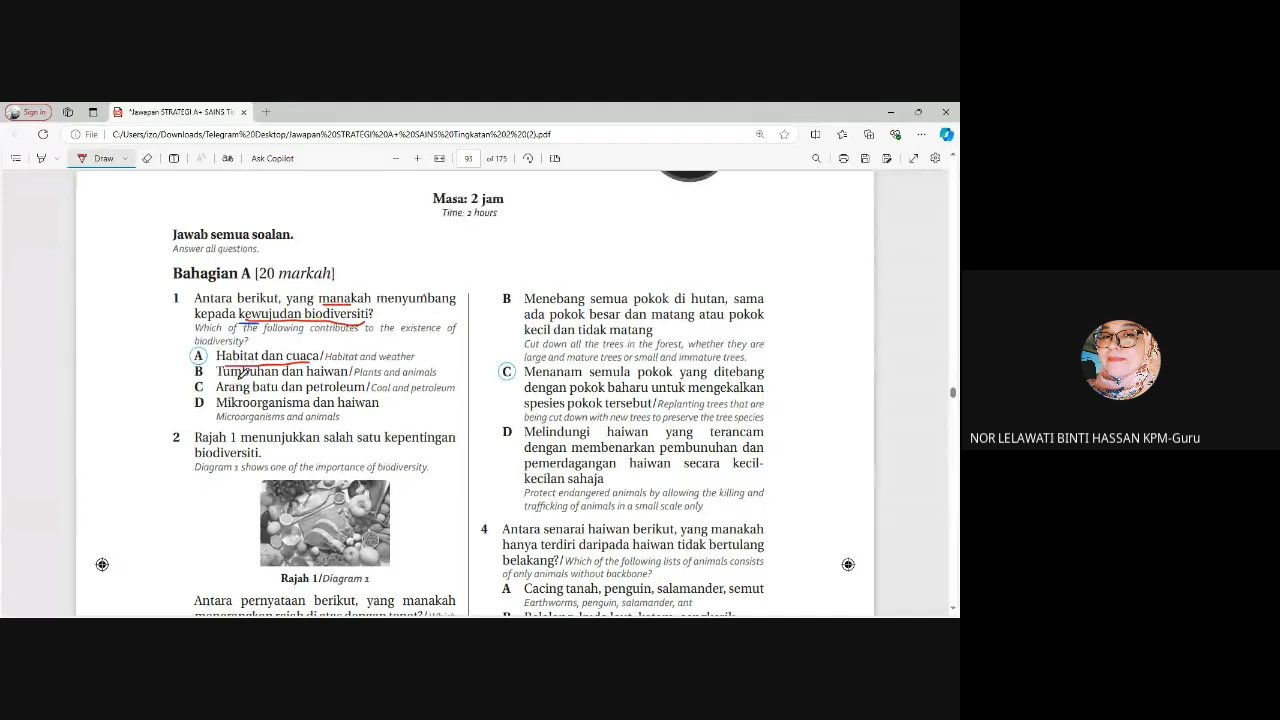 Sign in
*Jawapan STRATEGI A+ SAINS Tin
File
C:/Users/izo/Downloads/Telegram%20Desktop/Jawapan%20STRATEGI%20A+%20SAINS%20Tingkatan%202%20(2).pdf
Draw
Ask Copilot
93 of 175
Masa: 2 jam
Time: 2 hours
Jawab semua soalan.
Answer all questions.
Bahagian A [20 markah]
1 Antara berikut, yang manakah menyumbang
kepada kewujudan biodiversiti?
Which of the following contributes to the existence of
biodiversity?
A Habitat dan cuaca/Habitat and weather
B Tumbuhan dan haiwan/Plants and animals
C Arang batu dan petroleum/Coal and petroleum
D Mikroorganisma dan haiwan
Microorganisms and animals
2 Rajah 1 menunjukkan salah satu kepentingan
biodiversiti.
Diagram 1 shows one of the importance of biodiversity.
Rajah 1/Diagram 1
Antara pernyataan berikut, yang manakah
menerangkan rajah di atas dengan tepat?/Which
B Menebang semua pokok di hutan, sama
ada pokok besar dan matang atau pokok
kecil dan tidak matang
Cut down all the trees in the forest, whether they are
large and mature trees or small and immature trees.
C Menanam semula pokok yang ditebang
dengan pokok baharu untuk mengekalkan
spesies pokok tersebut/Replanting trees that are
being cut down with new trees to preserve the tree species
D Melindungi haiwan yang terancam
dengan membenarkan pembunuhan dan
pemerdagangan haiwan secara kecil-
kecilan sahaja
Protect endangered animals by allowing the killing and
trafficking of animals in a small scale only
4 Antara senarai haiwan berikut, yang manakah
hanya terdiri daripada haiwan tidak bertulang
belakang?/Which of the following lists of animals consists
of only animals without backbone?
A Cacing tanah, penguin, salamander, semut
Earthworms, penguin, salamander, ant
B Belalang, kuda laut, ketam, cengkerik
NOR LELAWATI BINTI HASSAN KPM-Guru